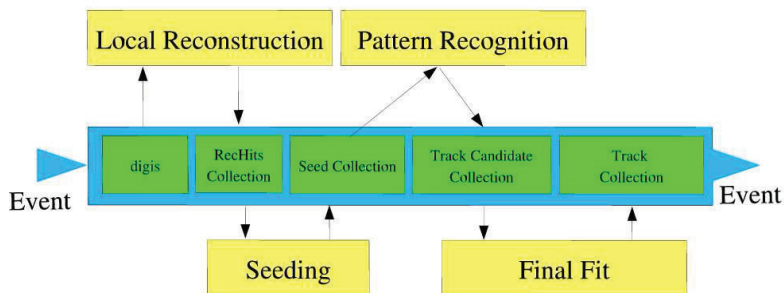 Local Reconstruction
Pattern Recognition
digis
RecHits
Collection
Seed Collection
Track Candidate
Collection
Track
Collection
Event
Event
Seeding
Final Fit